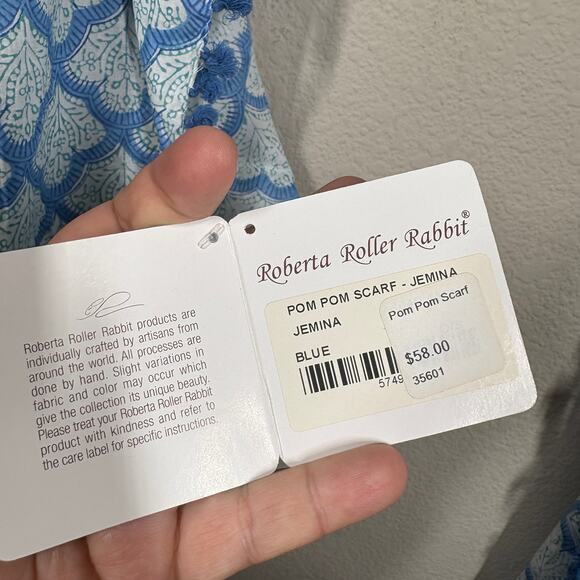 Roberta Roller Rabbit products are
individually crafted by artisans from
around the world. All processes are
done by hand. Slight variations in
fabric and color may occur which
give the collection its unique beauty.
Please treat your Roberta Roller Rabbit
product with kindness and refer to
the care label for specific instructions.
Roberta Roller Rabbit®
POM POM SCARF - JEMINA
JEMINA
BLUE
5749
Pom Pom Scarf
$58.00
35601